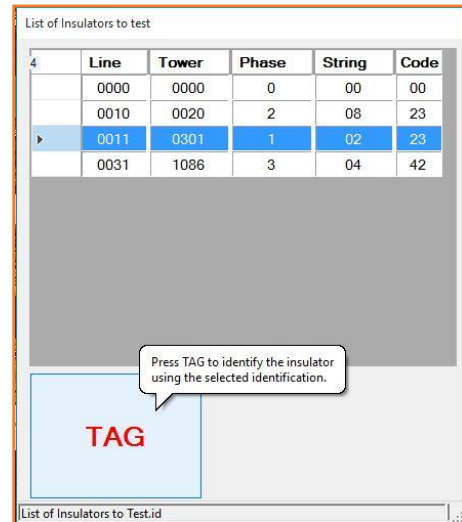 List of Insulators to test
4 Line Tower Phase String Code
0000 0000 0 00 00
0010 0020 2 08 23
0011 0301 1 02 23
0031 1086 3 04 42
Press TAG to identify the insulator
using the selected identification.
TAG
List of Insulators to Test.id